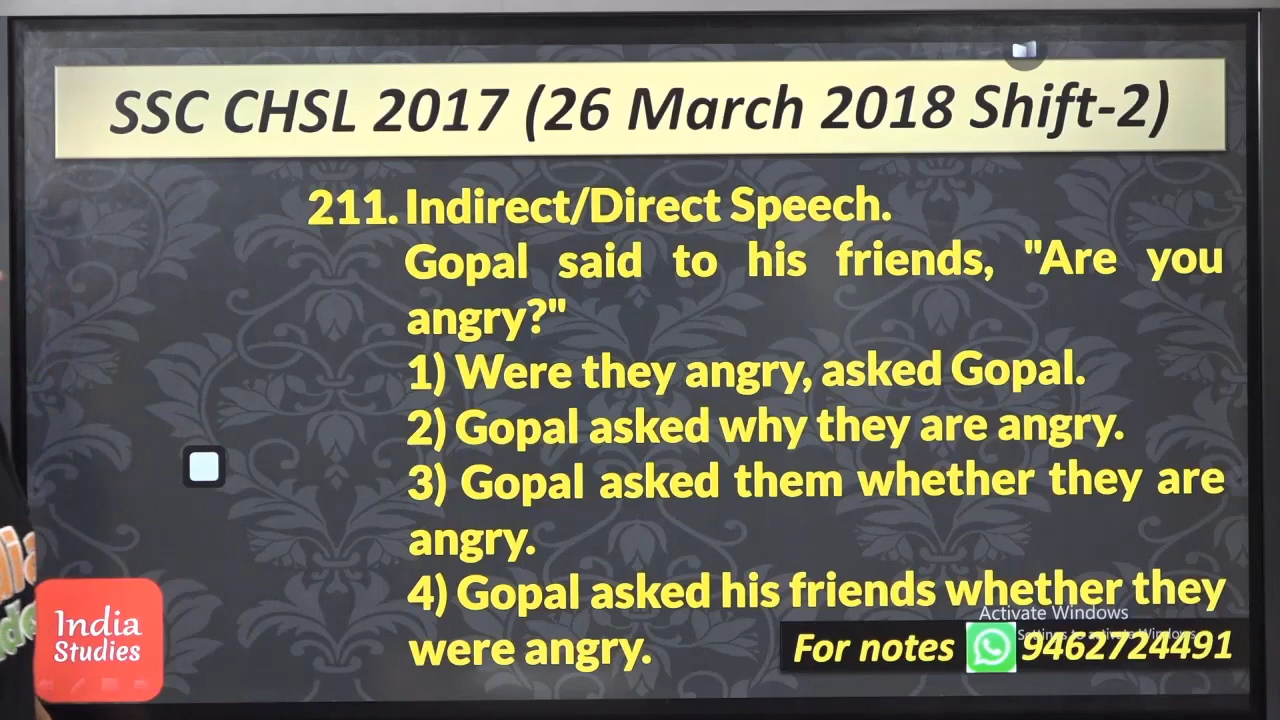 SSC CHSL 2017 (26 March 2018 Shift-2)
211. Indirect/Direct Speech.
Gopal said to his friends, "Are you
angry?"
1) Were they angry, asked Gopal.
2) Gopal asked why they are angry.
3) Gopal asked them whether they are
angry.
4) Gopal asked his friends whether they
were angry.
Activate Windows
For notes 9462724491
India
Studies